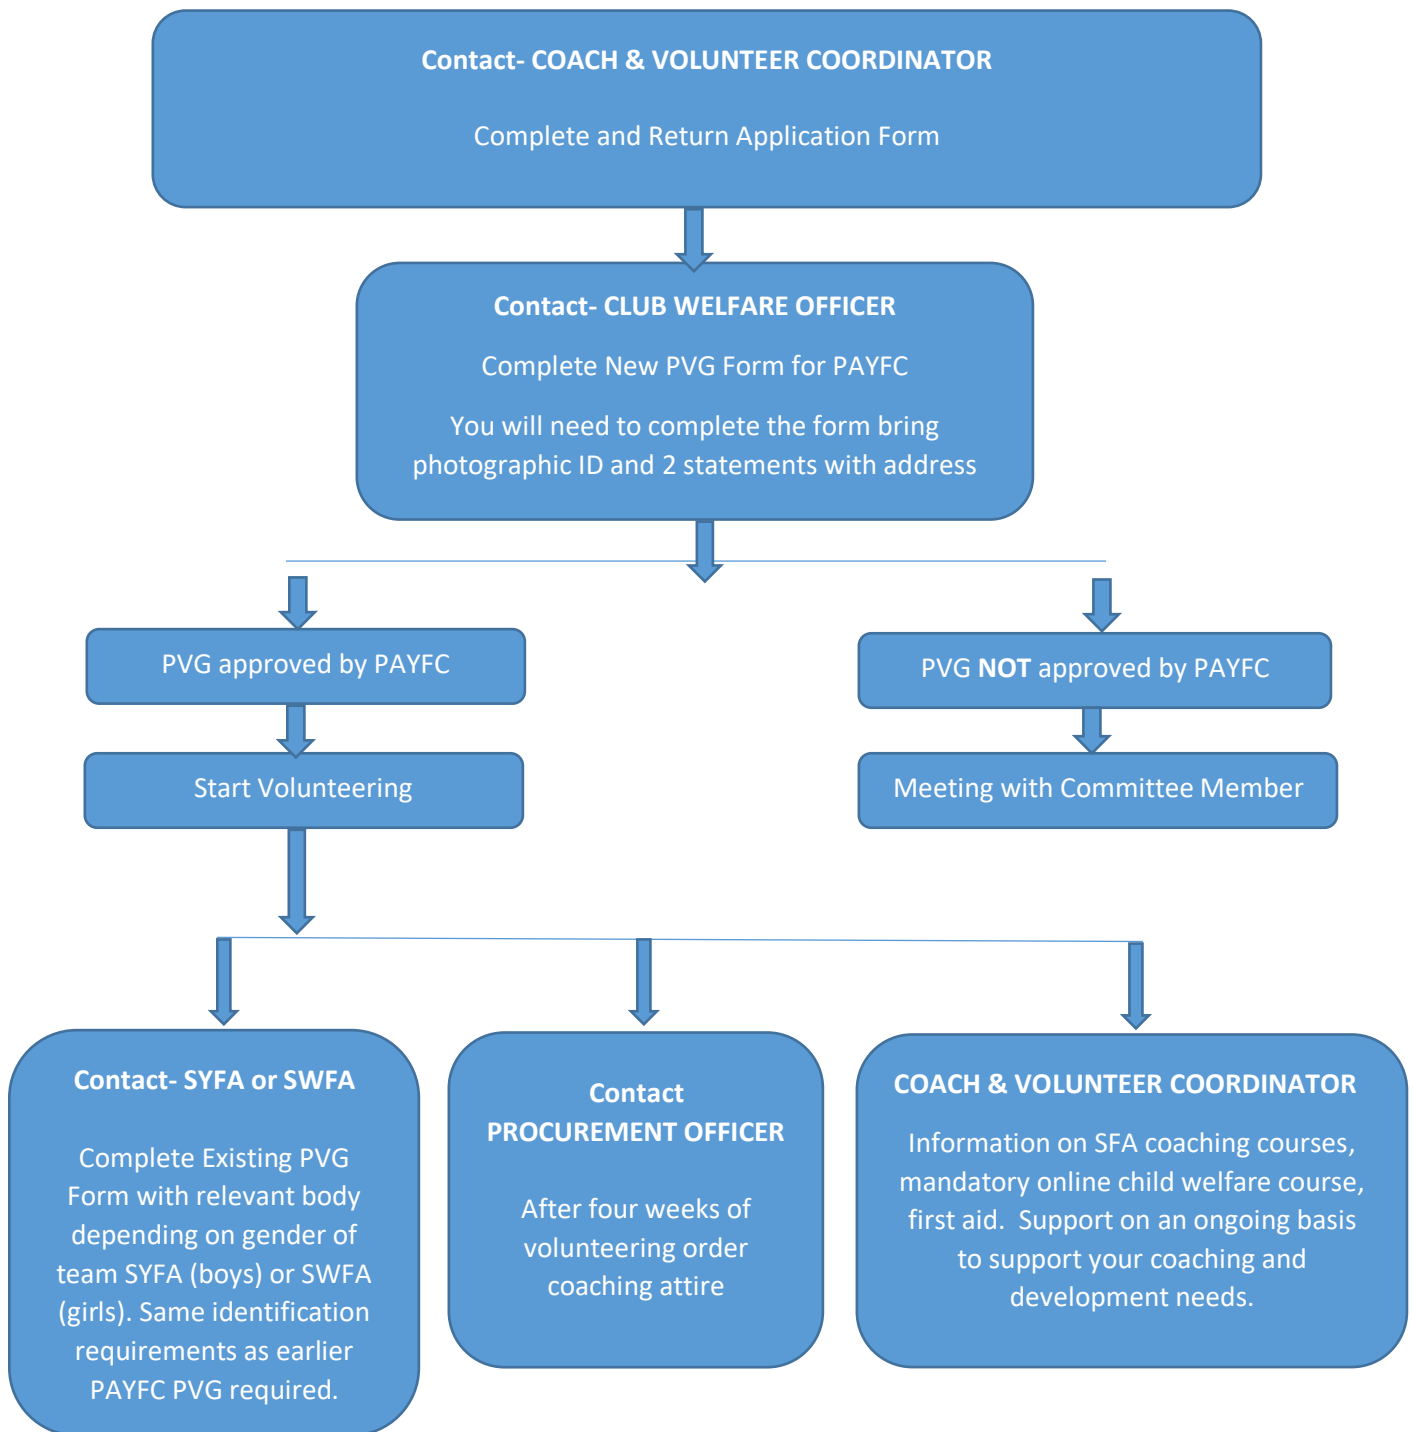 Contact- COACH & VOLUNTEER COORDINATOR
Complete and Return Application Form
Contact- CLUB WELFARE OFFICER
Complete New PVG Form for PAYFC
You will need to complete the form bring
photographic ID and 2 statements with address
PVG approved by PAYFC
PVG NOT approved by PAYFC
Start Volunteering
Meeting with Committee Member
Contact- SYFA or SWFA
Complete Existing PVG
Form with relevant body
depending on gender of
team SYFA (boys) or SWFA
(girls). Same identification
requirements as earlier
PAYFC PVG required.
Contact
PROCUREMENT OFFICER
After four weeks of
volunteering order
coaching attire
COACH & VOLUNTEER COORDINATOR
Information on SFA coaching courses,
mandatory online child welfare course,
first aid.  Support on an ongoing basis
to support your coaching and
development needs.